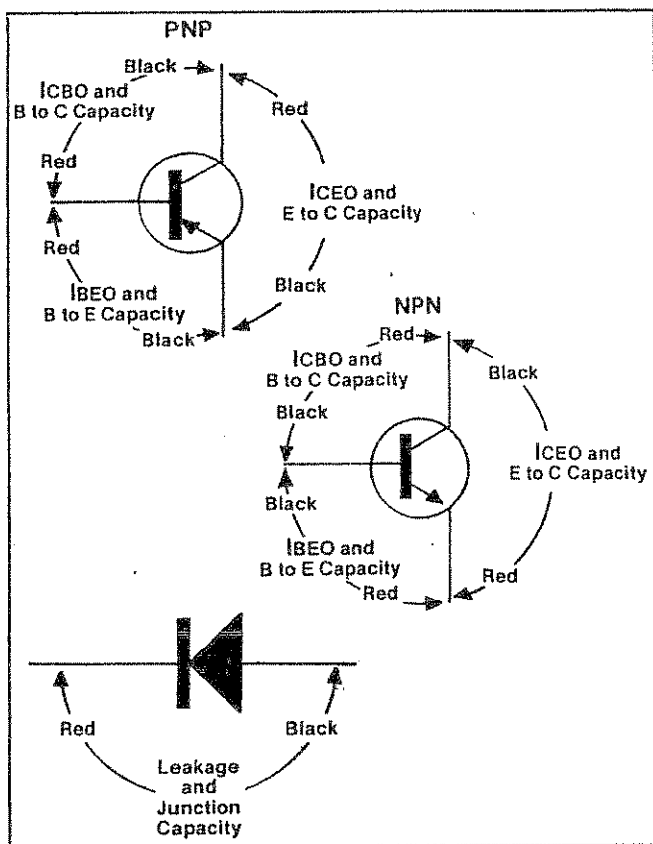 PNP
Black
ICBO and
B to C Capacity
Red
Red
ICEO and
E to C Capacity
Red
IBEO and
B to E Capacity
Black
Black
NPN
Red
ICBO and
B to C Capacity
Black
Black
ICEO and
E to C Capacity
Black
IBEO and
B to E Capacity
Red
Red
Red
Black
Leakage
and
Junction
Capacity